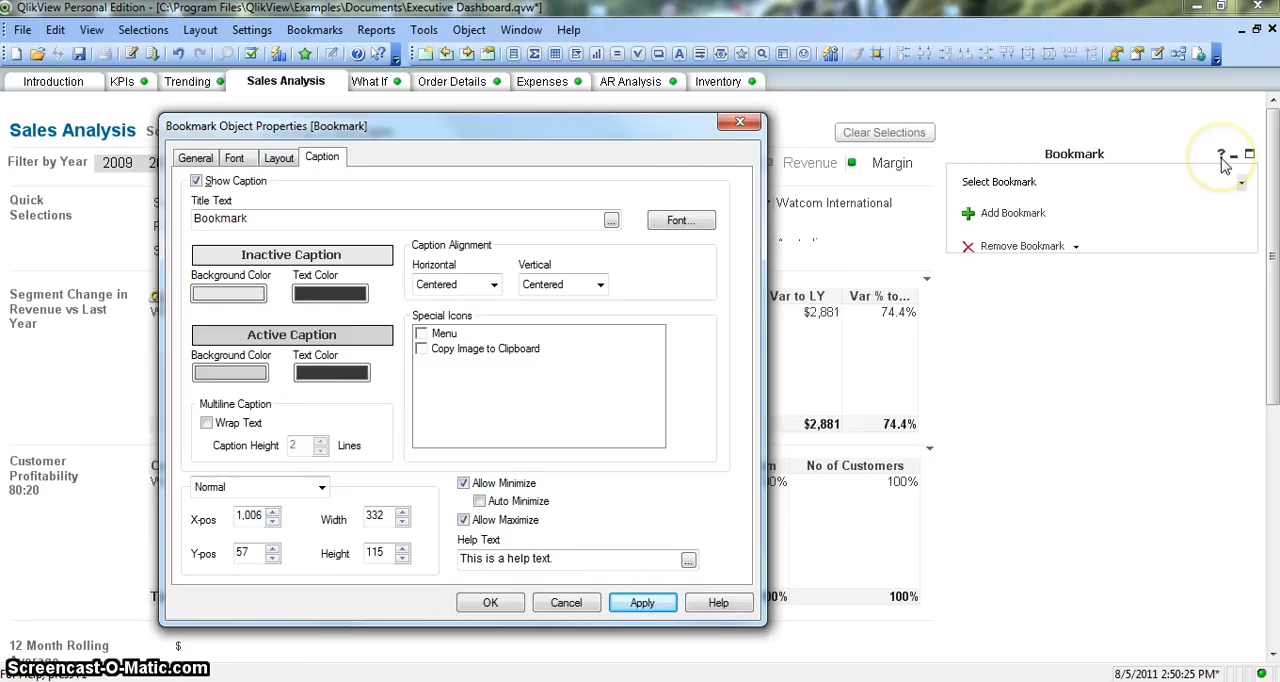 QlikView Personal Edition - [C:\Program Files\QlikView\Examples\Documents\Executive Dashboard.qvw*]
File Edit View Selections Layout Settings Bookmarks Reports Tools Object Window Help
Introduction KPIs Trending Sales Analysis What If Order Details Expenses AR Analysis Inventory
Sales Analysis
Clear Selections
Filter by Year 2009
Revenue Margin
Quick
Selections
Watcom International
Segment Change in
Revenue vs Last
Year
Var to LY Var % to...
$2,881 74.4%
$2,881 74.4%
Customer
Profitability
80:20
No of Customers
100%
900%
12 Month Rolling
$
Bookmark
?
Select Bookmark
Add Bookmark
Remove Bookmark
Bookmark Object Properties [Bookmark]
General Font Layout Caption
Show Caption
Title Text
Bookmark
...
Font...
Inactive Caption
Background Color Text Color
Active Caption
Background Color Text Color
Caption Alignment
Horizontal Vertical
Centered Centered
Special Icons
Menu
Copy Image to Clipboard
Multiline Caption
Wrap Text
Caption Height 2 Lines
Normal
X-pos 1,006 Width 332
Y-pos 57 Height 115
Allow Minimize
Auto Minimize
Allow Maximize
Help Text
This is a help text.
...
OK Cancel Apply Help
Screencast-O-Matic.com
8/5/2011 2:50:25 PM*